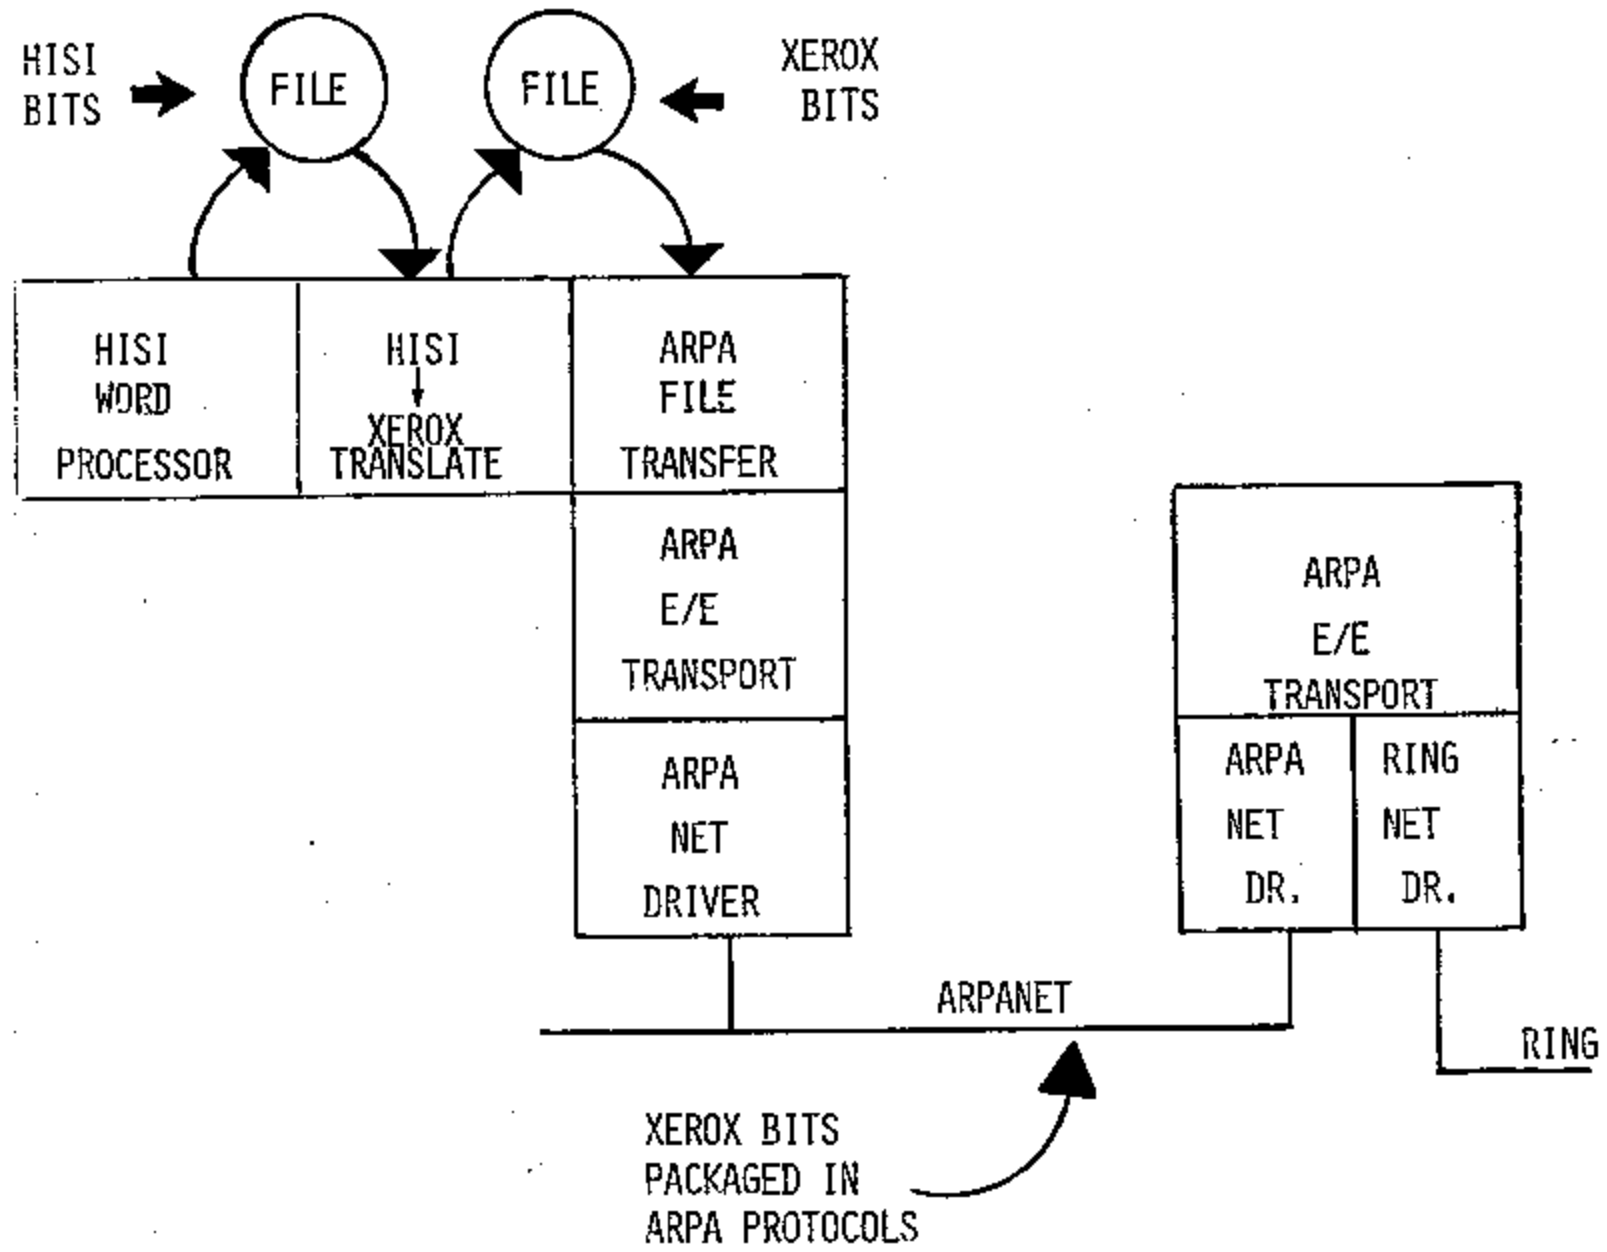 HISI
BITS
FILE
FILE
XEROX
BITS
HISI
WORD
PROCESSOR
HISI
XEROX
TRANSLATE
ARPA
FILE
TRANSFER
ARPA
E/E
TRANSPORT
ARPA
NET
DRIVER
ARPA
E/E
TRANSPORT
ARPA
NET
DR.
RING
NET
DR.
ARPANET
RING
XEROX BITS
PACKAGED IN
ARPA PROTOCOLS